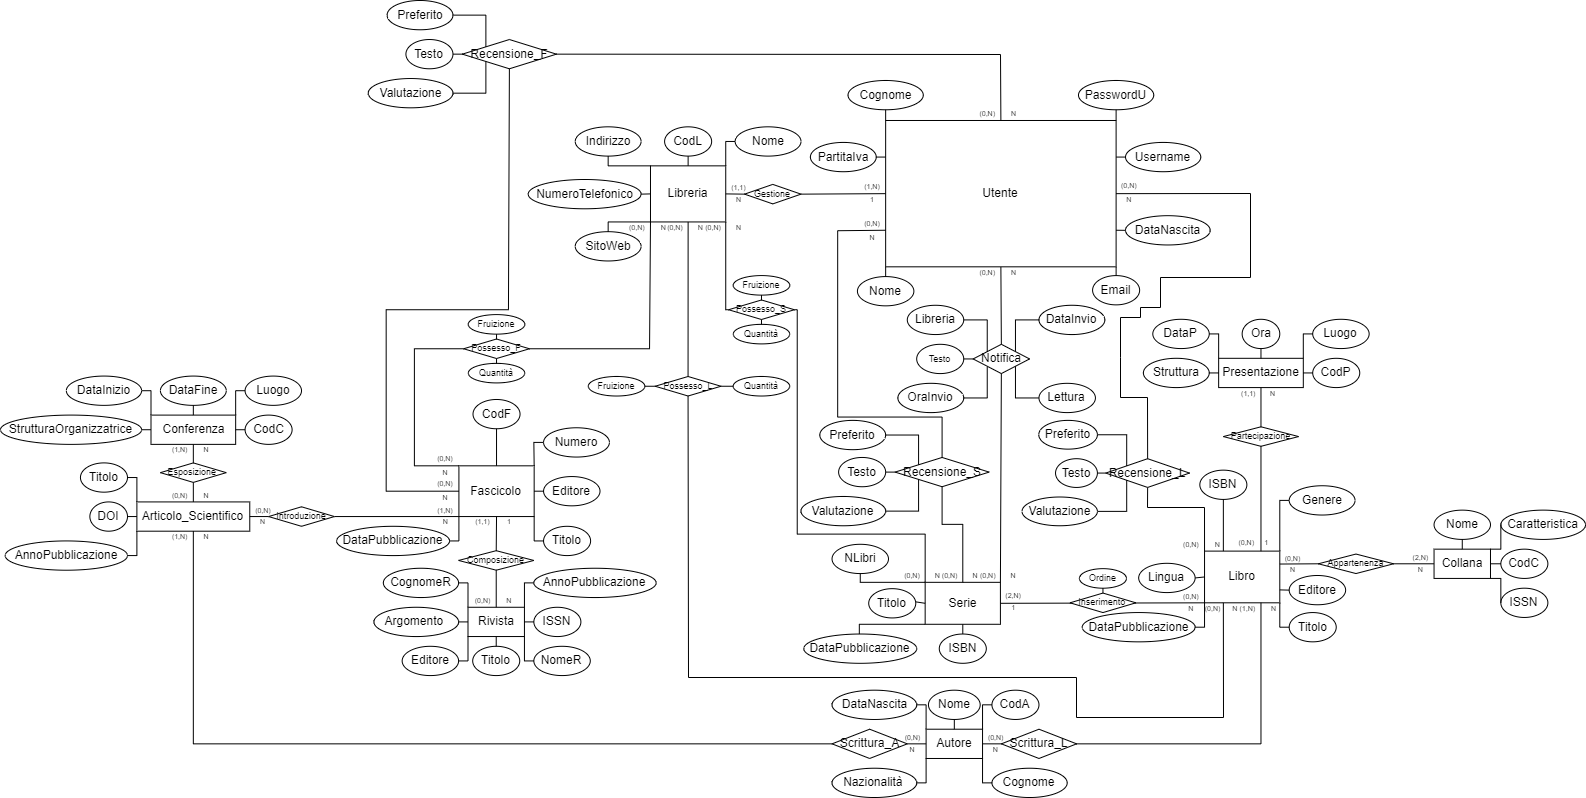 Preferito
Testo
Recensione_F
Valutazione
Cognome
PasswordU
(0,N) N
Indirizzo
CodL
Nome
PartitaIva
Username
NumeroTelefonico
Libreria
(1,1)
N
Gestione
(1,N)
1
Utente
(0,N)
N
SitoWeb
(0,N) N (0,N) N (0,N) N
(0,N)
N
DataNascita
(0,N) N
Nome
Email
Fruizione
Possesso_S
Quantità
Libreria
DataInvio
Testo
Notifica
OraInvio
Lettura
DataP
Ora
Luogo
Struttura
Presentazione
CodP
(1,1) N
Partecipazione
Fruizione
Possesso_F
Quantità
Fruizione
Possesso_L
Quantità
DataInizio
DataFine
Luogo
StrutturaOrganizzatrice
Conferenza
CodC
(1,N) N
Esposizione
(0,N) N
Titolo
DOI
Articolo_Scientifico
AnnoPubblicazione
(1,N) N
(0,N)
N
Introduzione
CodF
Numero
(0,N)
N
(0,N)
N
(1,N)
N
Fascicolo
Editore
DataPubblicazione
Titolo
(1,1) 1
Composizione
(0,N) N
CognomeR
AnnoPubblicazione
Argomento
Rivista
ISSN
Editore
Titolo
NomeR
Preferito
Testo
Recensione_S
Valutazione
Preferito
Testo
Recensione_L
Valutazione
NLibri
(0,N) N (0,N) N (0,N) N
Titolo
Serie
DataPubblicazione
ISBN
(2,N)
1
Ordine
Inserimento
(0,N)
N
ISBN
Genere
(0,N) N (0,N) 1
Lingua
Libro
Editore
DataPubblicazione
Titolo
(0,N) N (1,N) N
(0,N)
N
Appartenenza
(2,N)
N
Nome
Caratteristica
Collana
CodC
ISSN
DataNascita
Nome
CodA
Scrittura_A
(0,N)
N
Autore
(0,N)
N
Scrittura_L
Nazionalità
Cognome